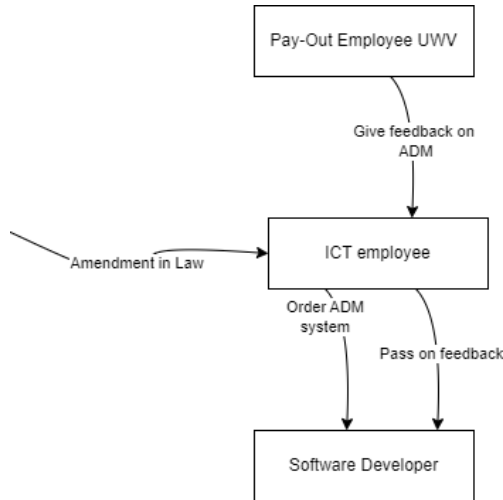 Pay-Out Employee UWV
Give feedback on
ADM
Amendment in Law
ICT employee
Order ADM
system
Pass on feedback
Software Developer